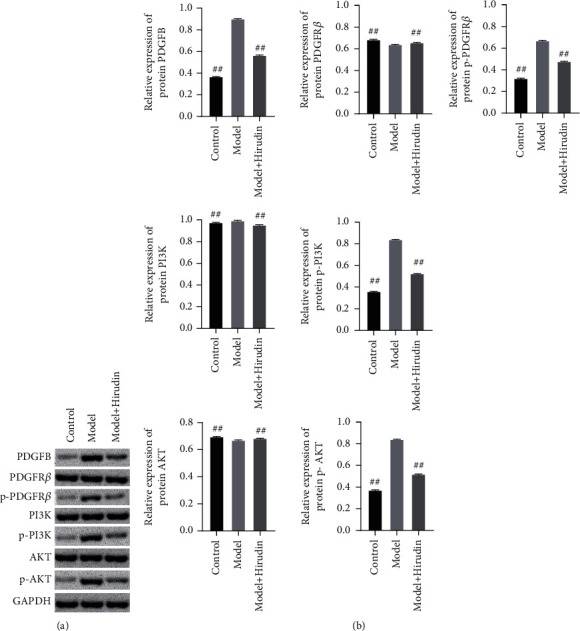 Relative expression of
protein PDGFB
1.0
0.8
0.6
0.4
0.2
0.0
##
##
Control
Model
Model+Hirudin
Relative expression of
protein PDGFRβ
1.0
0.8
0.6
0.4
0.2
0.0
##
##
Control
Model
Model+Hirudin
Relative expression of
protein p-PDGFRβ
1.0
0.8
0.6
0.4
0.2
0.0
##
##
Control
Model
Model+Hirudin
Relative expression of
protein PI3K
1.0
0.8
0.6
0.4
0.2
0.0
##
##
Control
Model
Model+Hirudin
Relative expression of
protein p-PI3K
1.0
0.8
0.6
0.4
0.2
0.0
##
##
Control
Model
Model+Hirudin
Control
Model
Model+Hirudin
PDGFB
PDGFRβ
p-PDGFRβ
PI3K
p-PI3K
AKT
p-AKT
GAPDH
Relative expression of
protein AKT
0.8
0.6
0.4
0.2
0.0
##
##
Control
Model
Model+Hirudin
Relative expression of
protein p- AKT
1.0
0.8
0.6
0.4
0.2
0.0
##
##
Control
Model
Model+Hirudin
(a)
(b)